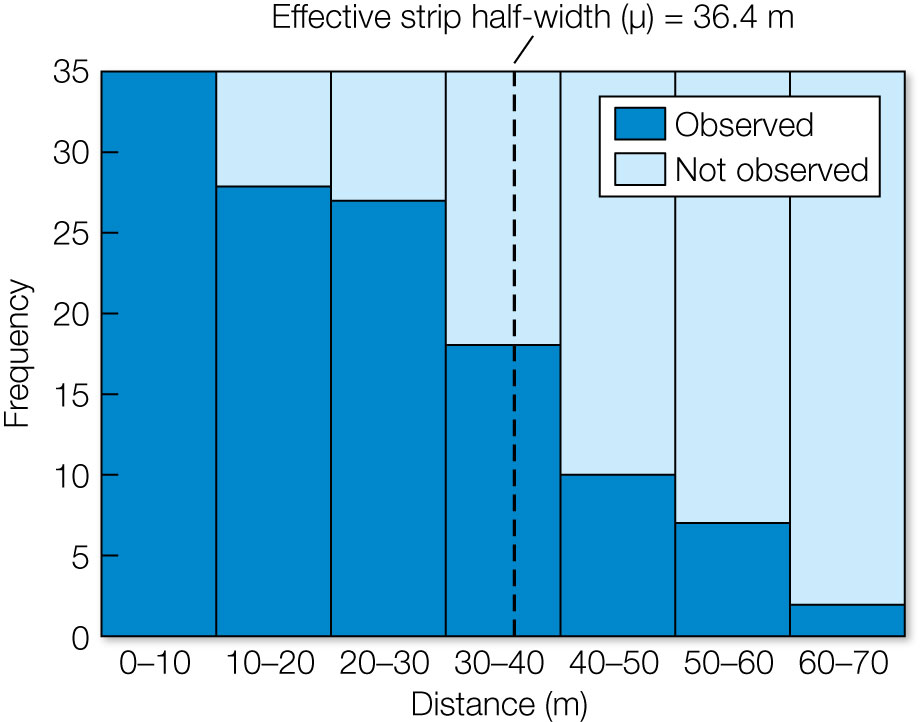 Effective strip half-width (µ) = 36.4 m
35
30
25
20
15
10
5
0
Frequency
Observed
Not observed
0–10 10–20 20–30 30–40 40–50 50–60 60–70
Distance (m)